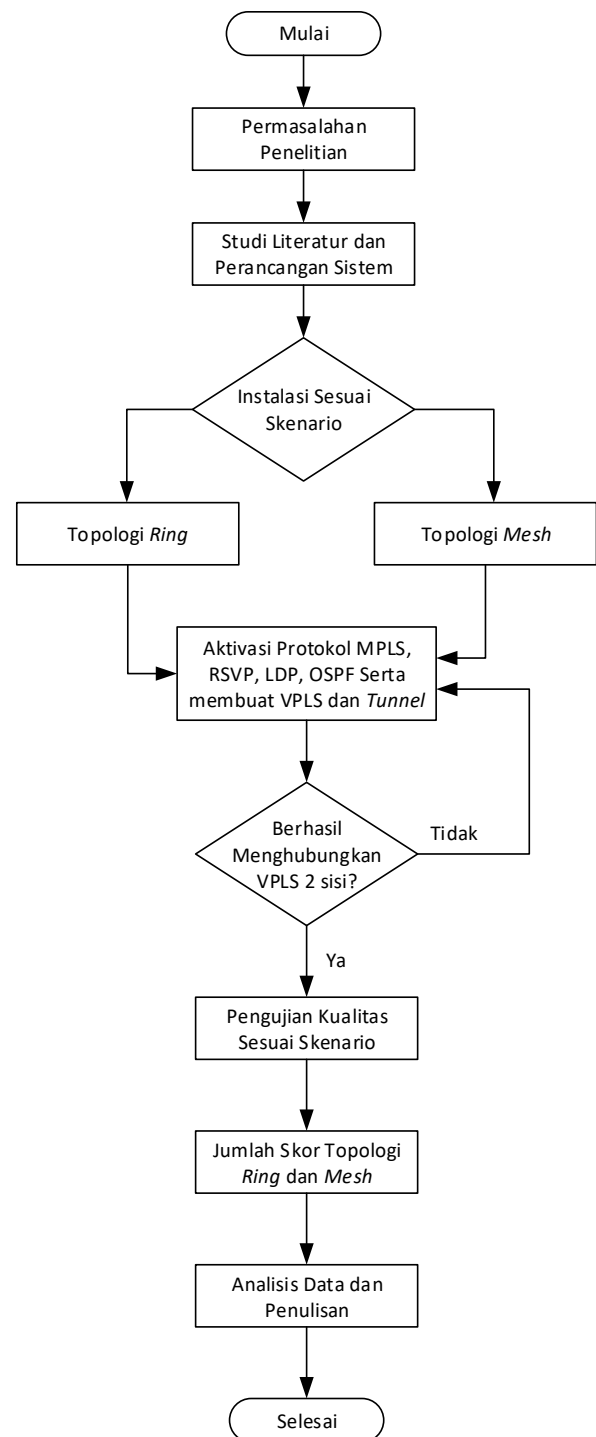 Mulai
Permasalahan
Penelitian
Studi Literatur dan
Perancangan Sistem
Instalasi Sesuai
Skenario
Topologi Ring
Topologi Mesh
Aktivasi Protokol MPLS,
RSVP, LDP, OSPF Serta
membuat VPLS dan Tunnel
Berhasil
Menghubungkan
VPLS 2 sisi?
Tidak
Ya
Pengujian Kualitas
Sesuai Skenario
Jumlah Skor Topologi
Ring dan Mesh
Analisis Data dan
Penulisan
Selesai